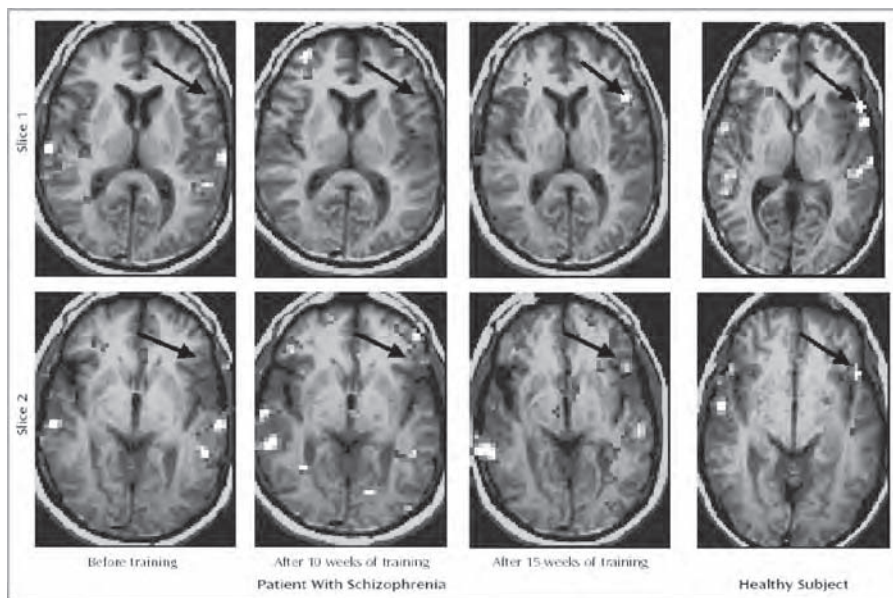 Slice 1
Slice 2
Before training
After 10 weeks of training
After 15 weeks of training
Patient With Schizophrenia
Healthy Subject